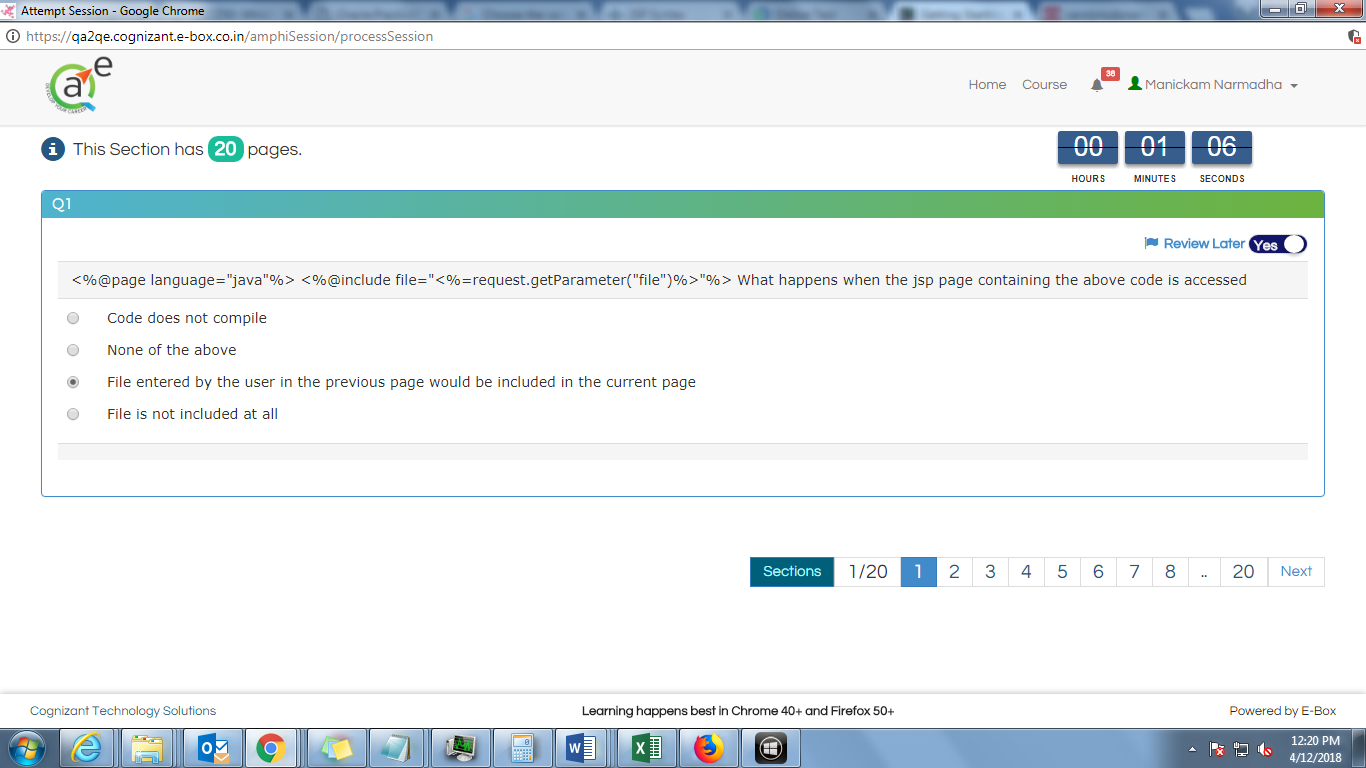 Attempt Session - Google Chrome
https://qa2qe.cognizant.e-box.co.in/amphiSession/processSession
a e
Home Course 38 Manickam Narmadha
This Section has 20 pages.
00 01 06
HOURS MINUTES SECONDS
Q1
Review Later Yes
<%@page language="java"%> <%@include file="<%=request.getParameter("file")%>"%> What happens when the jsp page containing the above code is accessed
Code does not compile
None of the above
File entered by the user in the previous page would be included in the current page
File is not included at all
Sections 1/20 1 2 3 4 5 6 7 8 .. 20 Next
Cognizant Technology Solutions Learning happens best in Chrome 40+ and Firefox 50+ Powered by E-Box
12:20 PM
4/12/2018